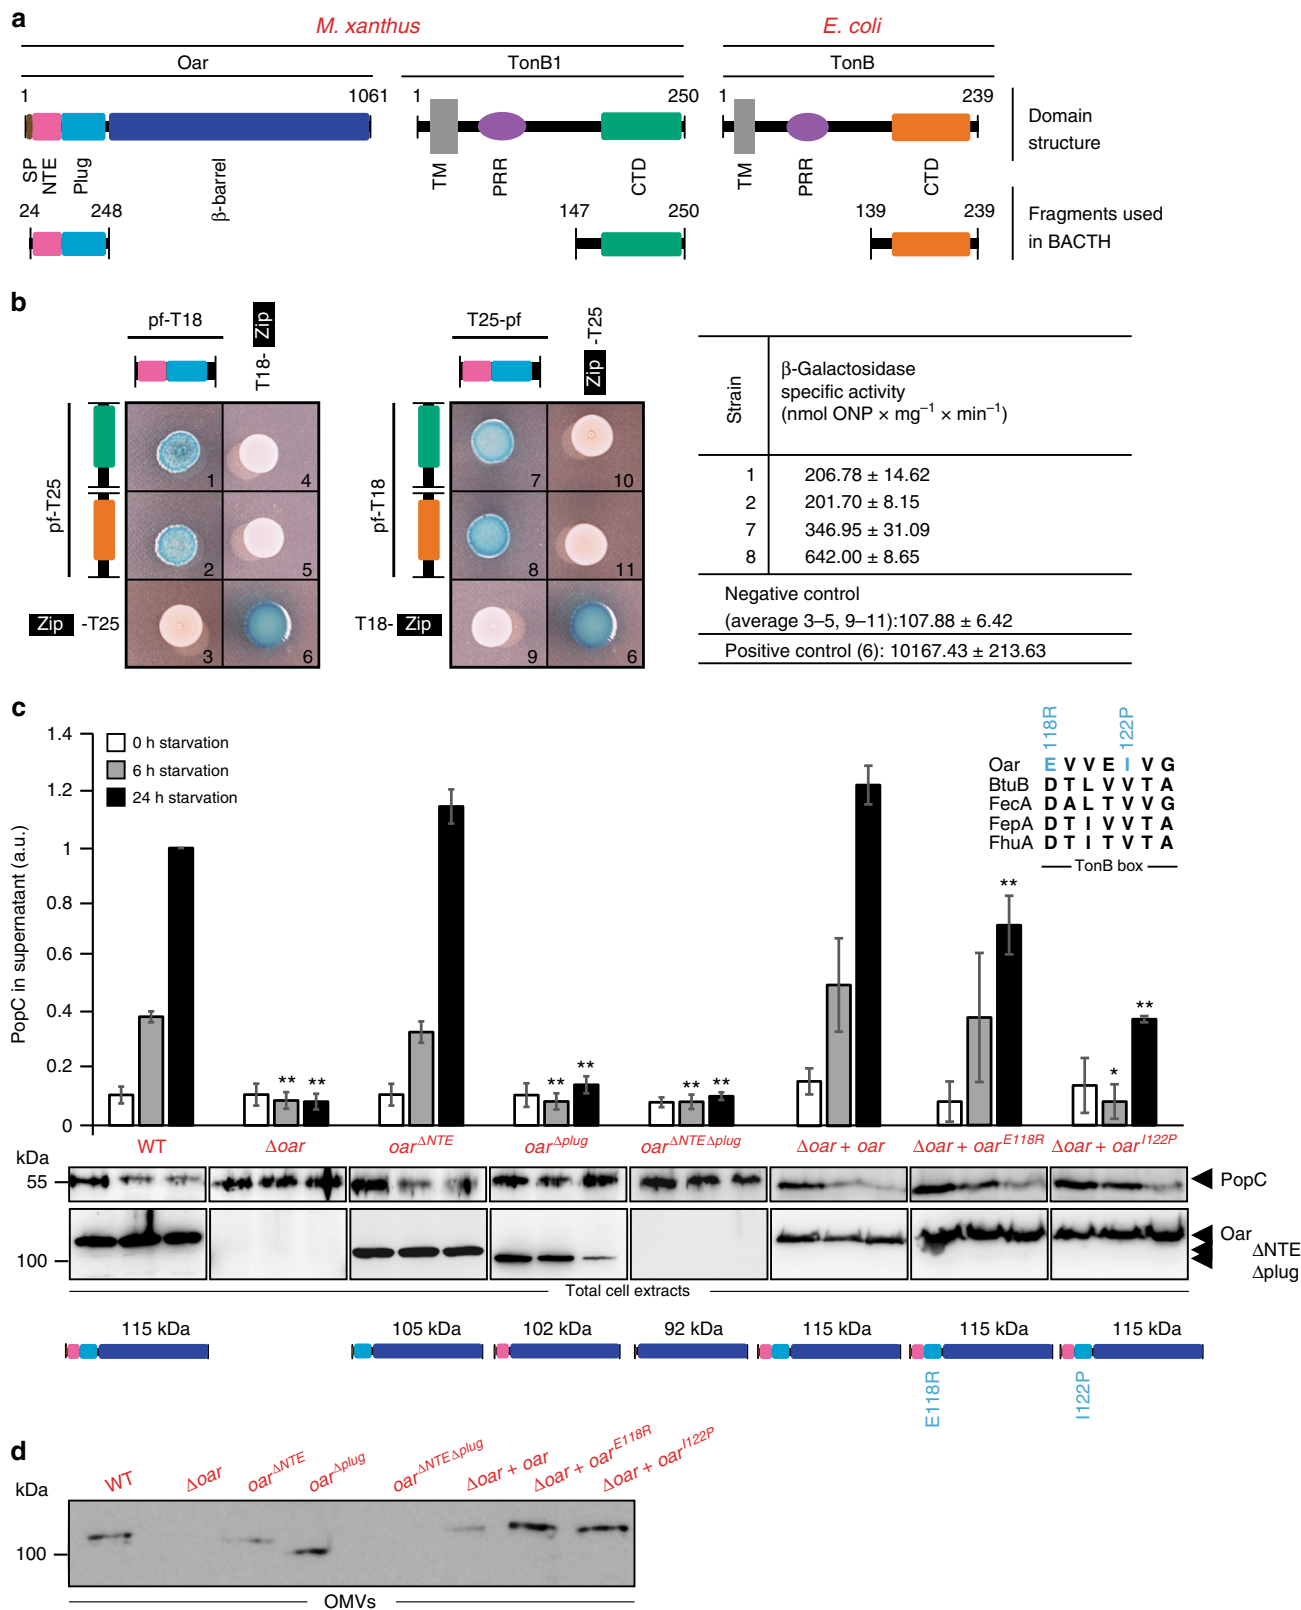 a
M. xanthus
E. coli
Oar
TonB1
TonB
1
1061
1
250
1
239
Domain
structure
SP
NTE
Plug
β-barrel
TM
PRR
CTD
TM
PRR
CTD
24
248
147
250
139
239
Fragments used
in BACTH
b
pf-T18
T18- Zip
T25-pf
Zip -T25
pf-T25
pf-T18
1
4
2
5
3
6
7
10
8
11
9
6
Zip -T25
T18- Zip
Strain
β-Galactosidase
specific activity
(nmol ONP × mg–1 × min–1)
1 206.78 ± 14.62
2 201.70 ± 8.15
7 346.95 ± 31.09
8 642.00 ± 8.65
Negative control
(average 3–5, 9–11):107.88 ± 6.42
Positive control (6): 10167.43 ± 213.63
c
PopC in supernatant (a.u.)
1.4
1.2
1
0.8
0.6
0.4
0.2
0
0 h starvation
6 h starvation
24 h starvation
** **
** **
** **
**
* **
E118R
I122P
Oar E V V E I V G
BtuB D T L V V T A
FecA D A L T V V G
FepA D T I V V T A
FhuA D T I T V T A
TonB box
WT
Δoar
oarΔNTE
oarΔplug
oarΔNTEΔplug
Δoar + oar
Δoar + oarE118R
Δoar + oarI122P
kDa
55
PopC
100
Oar
ΔNTE
Δplug
Total cell extracts
115 kDa
105 kDa
102 kDa
92 kDa
115 kDa
115 kDa
115 kDa
E118R
I122P
d
WT
Δoar
oarΔNTE
oarΔplug
oarΔNTEΔplug
Δoar + oar
Δoar + oarE118R
Δoar + oarI122P
kDa
100
OMVs